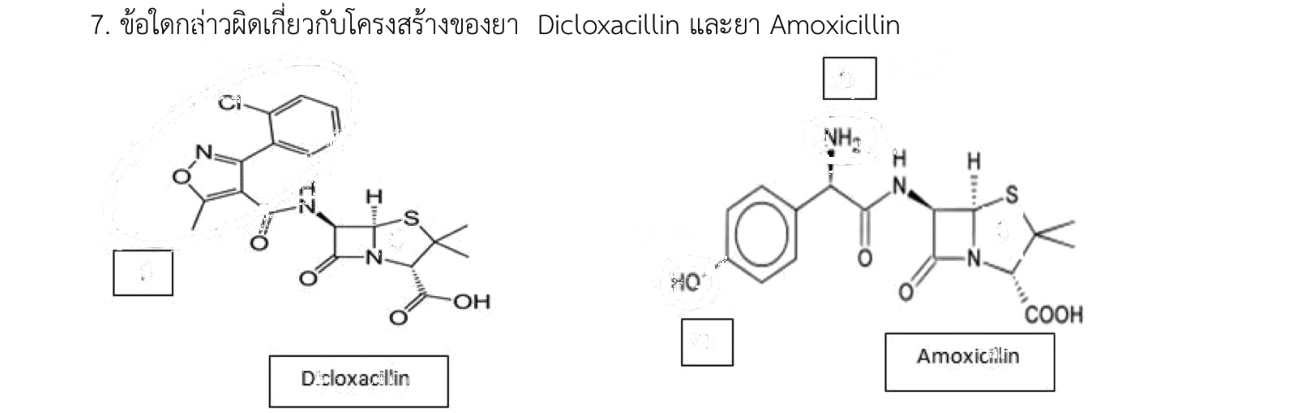 7. ข้อใดกล่าวผิดเกี่ยวกับโครงสร้างของยา Dicloxacillin และยา Amoxicillin
Cl
N
O
H
N
O
H
S
N
O
OH
O
NH2
H
N
H
S
O
N
O
HO
COOH
Dicloxacillin
Amoxicillin